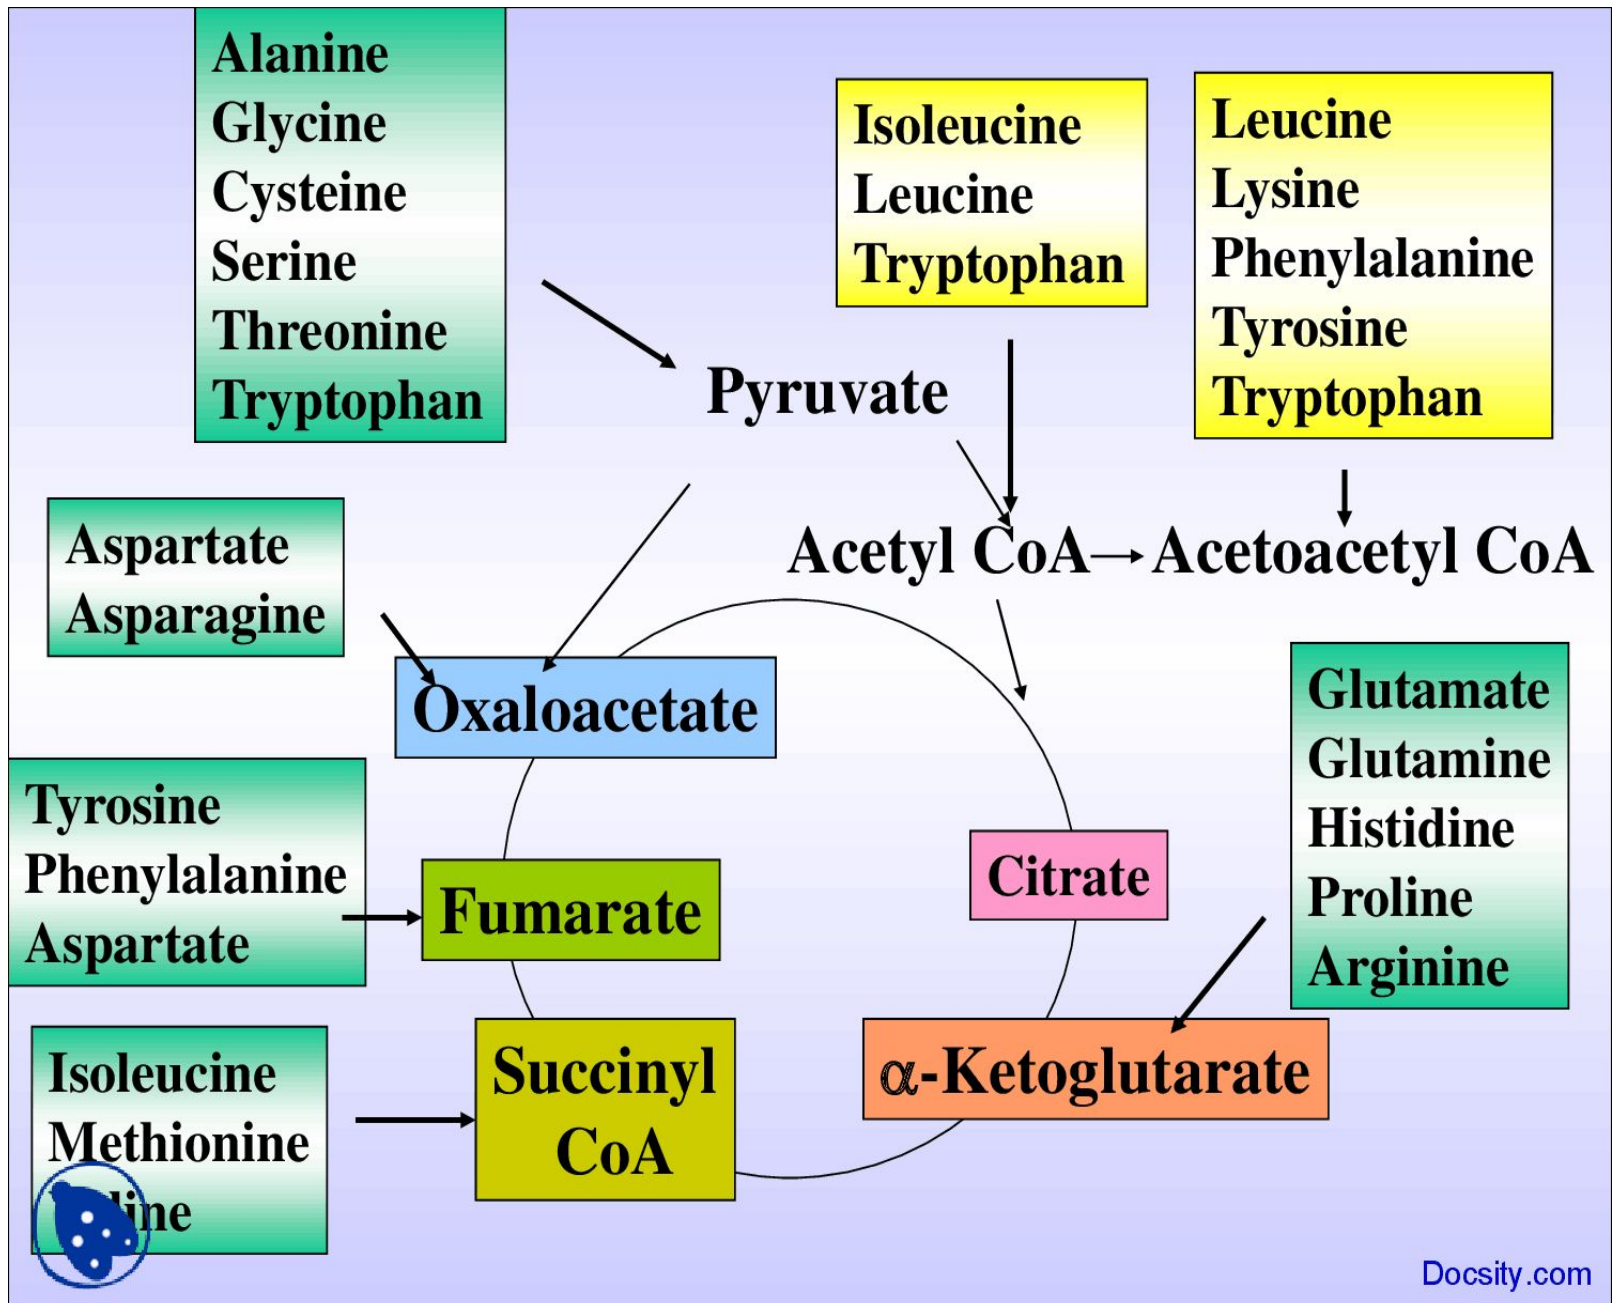 Alanine
Glycine
Cysteine
Serine
Threonine
Tryptophan
Isoleucine
Leucine
Tryptophan
Leucine
Lysine
Phenylalanine
Tyrosine
Tryptophan
Pyruvate
Aspartate
Asparagine
Acetyl CoA
Acetoacetyl CoA
Oxaloacetate
Glutamate
Glutamine
Histidine
Proline
Arginine
Tyrosine
Phenylalanine
Aspartate
Fumarate
Citrate
Isoleucine
Methionine
Succinyl
CoA
α-Ketoglutarate
Docsity.com